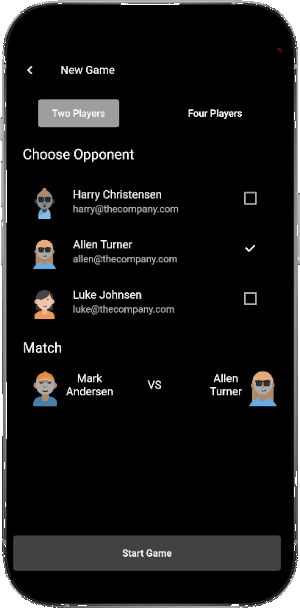 New Game
Two Players
Four Players
Choose Opponent
Harry Christensen
harry@thecompany.com
Allen Turner
allen@thecompany.com
Luke Johnsen
luke@thecompany.com
Match
Mark
Andersen
VS
Allen
Turner
Start Game